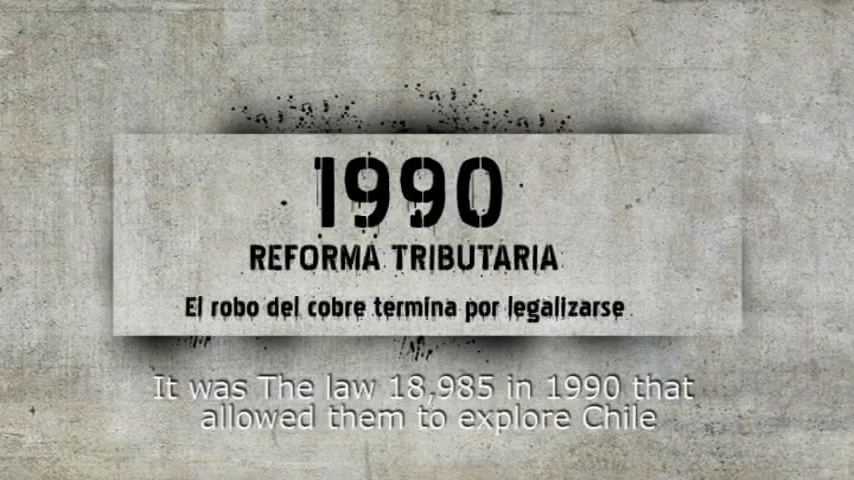 1990
REFORMA TRIBUTARIA
El robo del cobre termina por legalizarse
It was The law 18,985 in 1990 that
allowed them to explore Chile